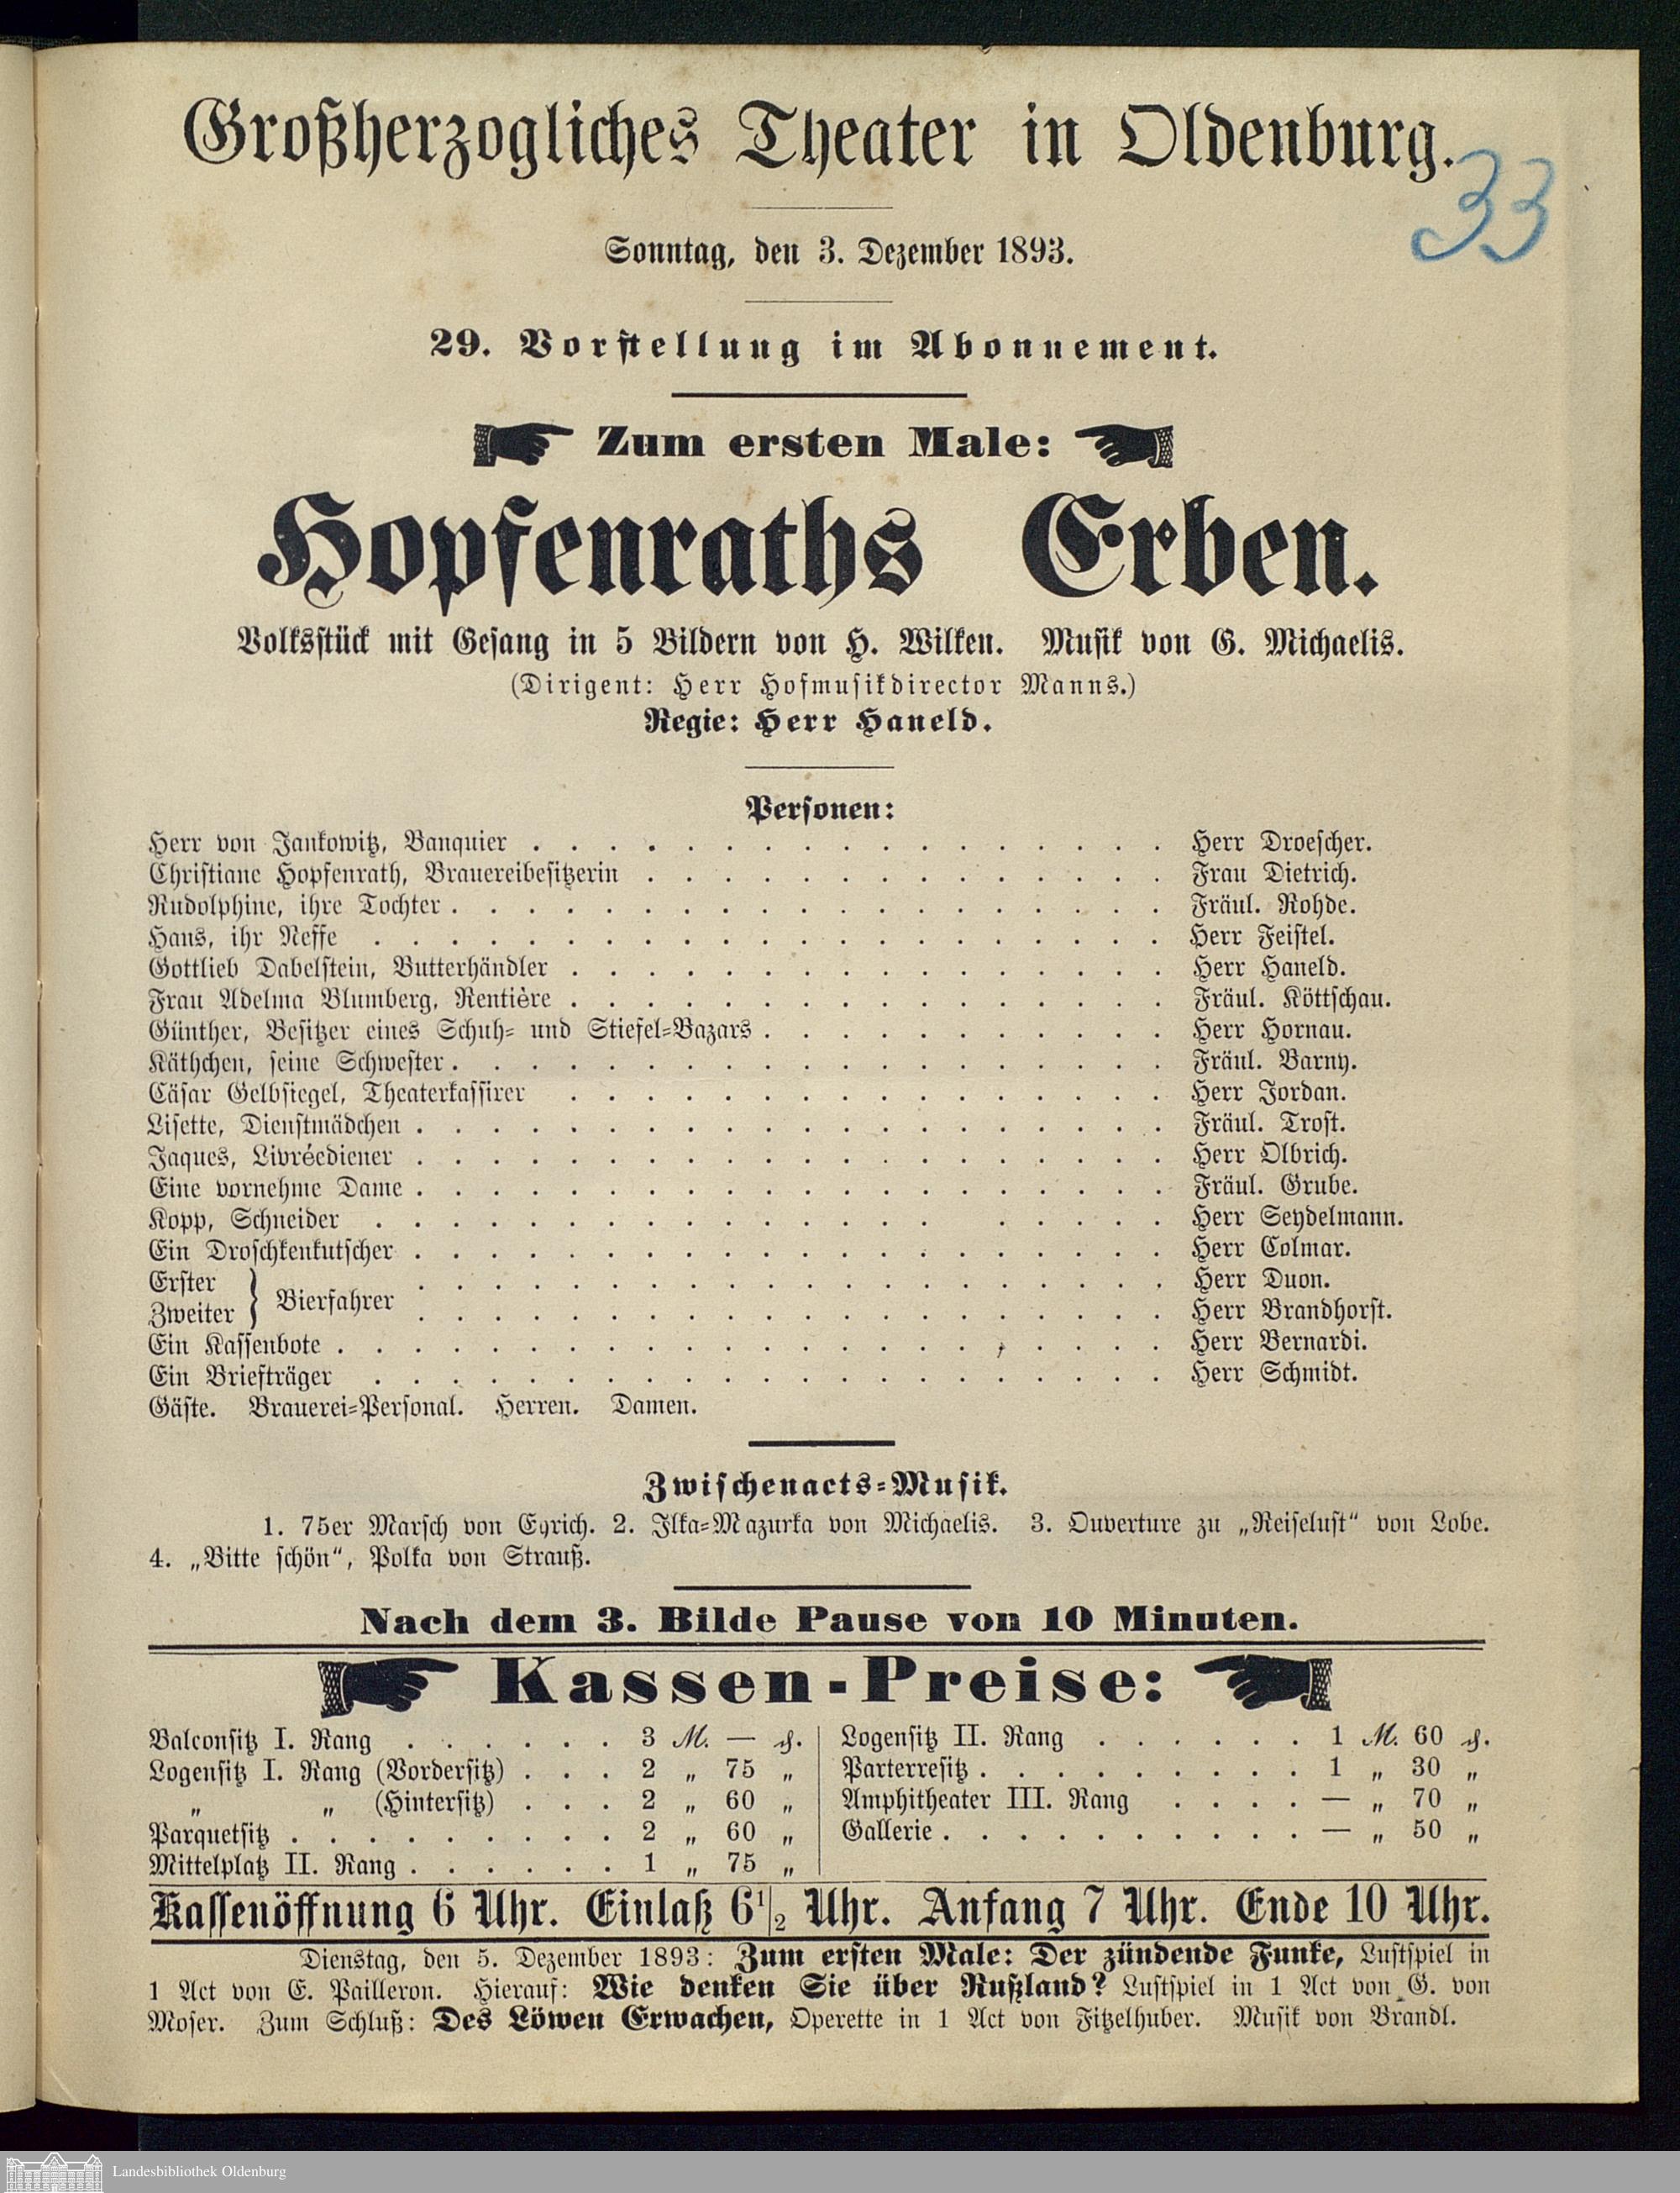 Großherzogliches Theater in Oldenburg.
33
Sonntag, den 3. Dezember 1893.
29. Vorstellung im Abonnement.
Zum ersten Male:
Hopfenraths Erben.
Volksstück mit Gesang in 5 Bildern von H. Wilken. Musik von G. Michaelis.
(Dirigent: Herr Hofmusikdirector Manns.)
Regie: Herr Haneld.
Personen:
Herr von Jankowitz, Banquier . . . . . . . . . . . . . . . . . Herr Droescher.
Christiane Hopfenrath, Brauereibesitzerin . . . . . . . . . . . . . . Frau Dietrich.
Rudolphine, ihre Tochter . . . . . . . . . . . . . . . . . . . Fräul. Rohde.
Hans, ihr Neffe . . . . . . . . . . . . . . . . . . . . . Herr Feistel.
Gottlieb Dabelstein, Butterhändler . . . . . . . . . . . . . . . . Herr Haneld.
Frau Adelma Blumberg, Rentière . . . . . . . . . . . . . . . . Fräul. Köttschau.
Günther, Besitzer eines Schuh- und Stiefel-Bazars . . . . . . . . . . . Herr Hornau.
Käthchen, seine Schwester . . . . . . . . . . . . . . . . . . . Fräul. Barny.
Cäsar Gelbsiegel, Theaterkassirer . . . . . . . . . . . . . . . . Herr Jordan.
Lisette, Dienstmädchen . . . . . . . . . . . . . . . . . . . . Fräul. Trost.
Jaques, Livréediener . . . . . . . . . . . . . . . . . . . . Herr Olbrich.
Eine vornehme Dame . . . . . . . . . . . . . . . . . . . . Fräul. Grube.
Kopp, Schneider . . . . . . . . . . . . . . . . . . . . . Herr Seydelmann.
Ein Droschkenkutscher . . . . . . . . . . . . . . . . . . . . Herr Colmar.
Erster } Bierfahrer . . . . . . . . . . . . . . . . . . . . Herr Duon.
Zweiter . . . . . . . . . . . . . . . . . . . . Herr Brandhorst.
Ein Kassenbote . . . . . . . . . . . . . . . . . . . . . . Herr Bernardi.
Ein Briefträger . . . . . . . . . . . . . . . . . . . . . Herr Schmidt.
Gäste. Brauerei-Personal. Herren. Damen.
Zwischenacts-Musik.
1. 75er Marsch von Eyrich. 2. Ilka-Mazurka von Michaelis. 3. Ouverture zu „Reiselust“ von Lobe.
4. „Bitte schön“, Polka von Strauß.
Nach dem 3. Bilde Pause von 10 Minuten.
Kassen-Preise:
Balconsitz I. Rang . . . . . . 3 M. — ₰.
Logensitz I. Rang (Vordersitz) . . . 2 „ 75 „
„ „ (Hintersitz) . . . 2 „ 60 „
Parquetsitz . . . . . . . . . 2 „ 60 „
Mittelplatz II. Rang . . . . . . 1 „ 75 „
Logensitz II. Rang . . . . . . 1 M. 60 ₰.
Parterresitz . . . . . . . . . 1 „ 30 „
Amphitheater III. Rang . . . . — „ 70 „
Gallerie . . . . . . . . . . — „ 50 „
Kassenöffnung 6 Uhr. Einlaß 6 1/2 Uhr. Anfang 7 Uhr. Ende 10 Uhr.
Dienstag, den 5. Dezember 1893: Zum ersten Male: Der zündende Funke, Lustspiel in
1 Act von E. Pailleron. Hierauf: Wie denken Sie über Rußland? Lustspiel in 1 Act von G. von
Moser. Zum Schluß: Des Löwen Erwachen, Operette in 1 Act von Fitzelhuber. Musik von Brandl.
Landesbibliothek Oldenburg